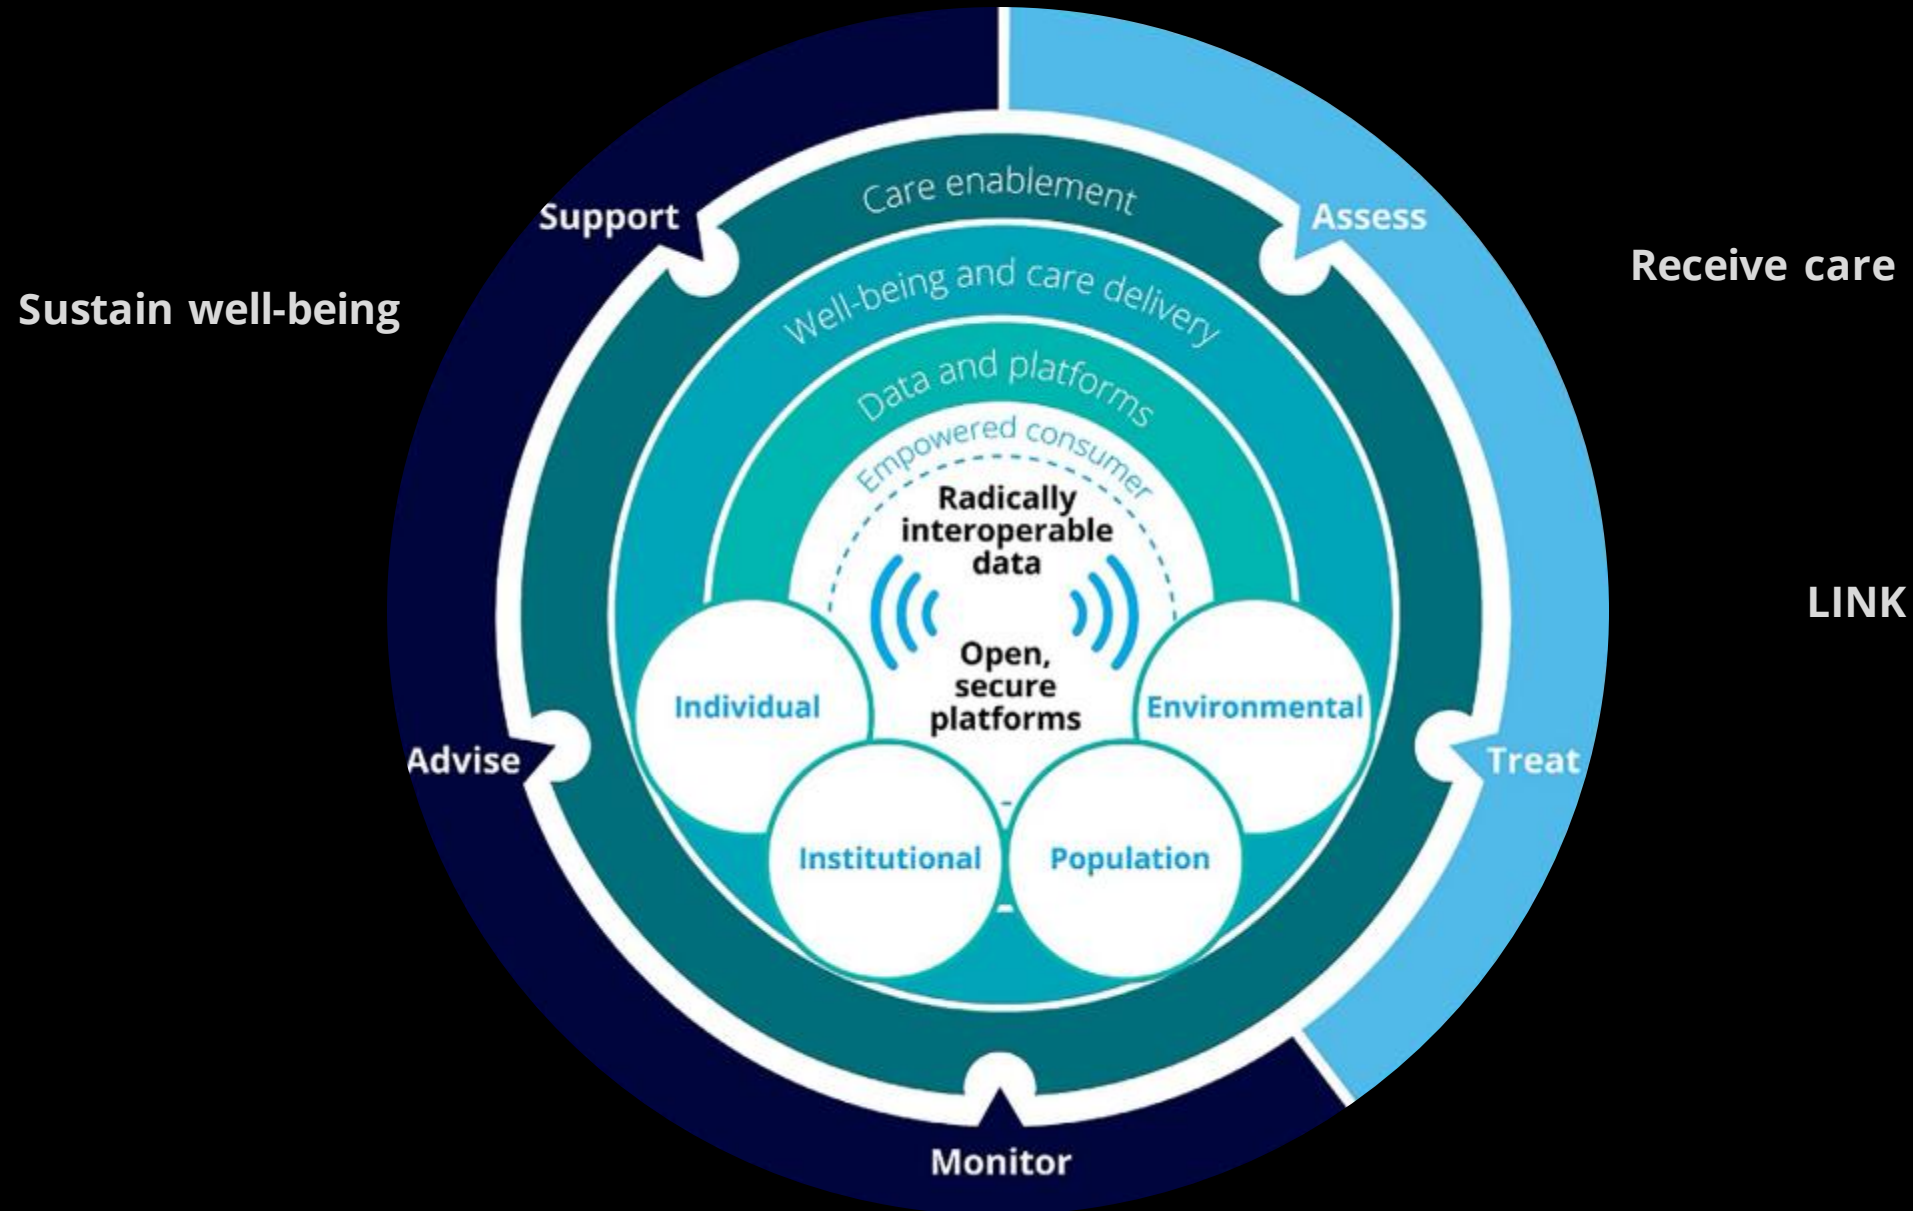 Care enablement
Support
Assess
Receive care
Well-being and care delivery
Sustain well-being
Data and platforms
Empowered consumer
Radically
interoperable
data
LINK
Open,
secure
platforms
Individual
Environmental
Advise
Treat
Institutional
Population
Monitor